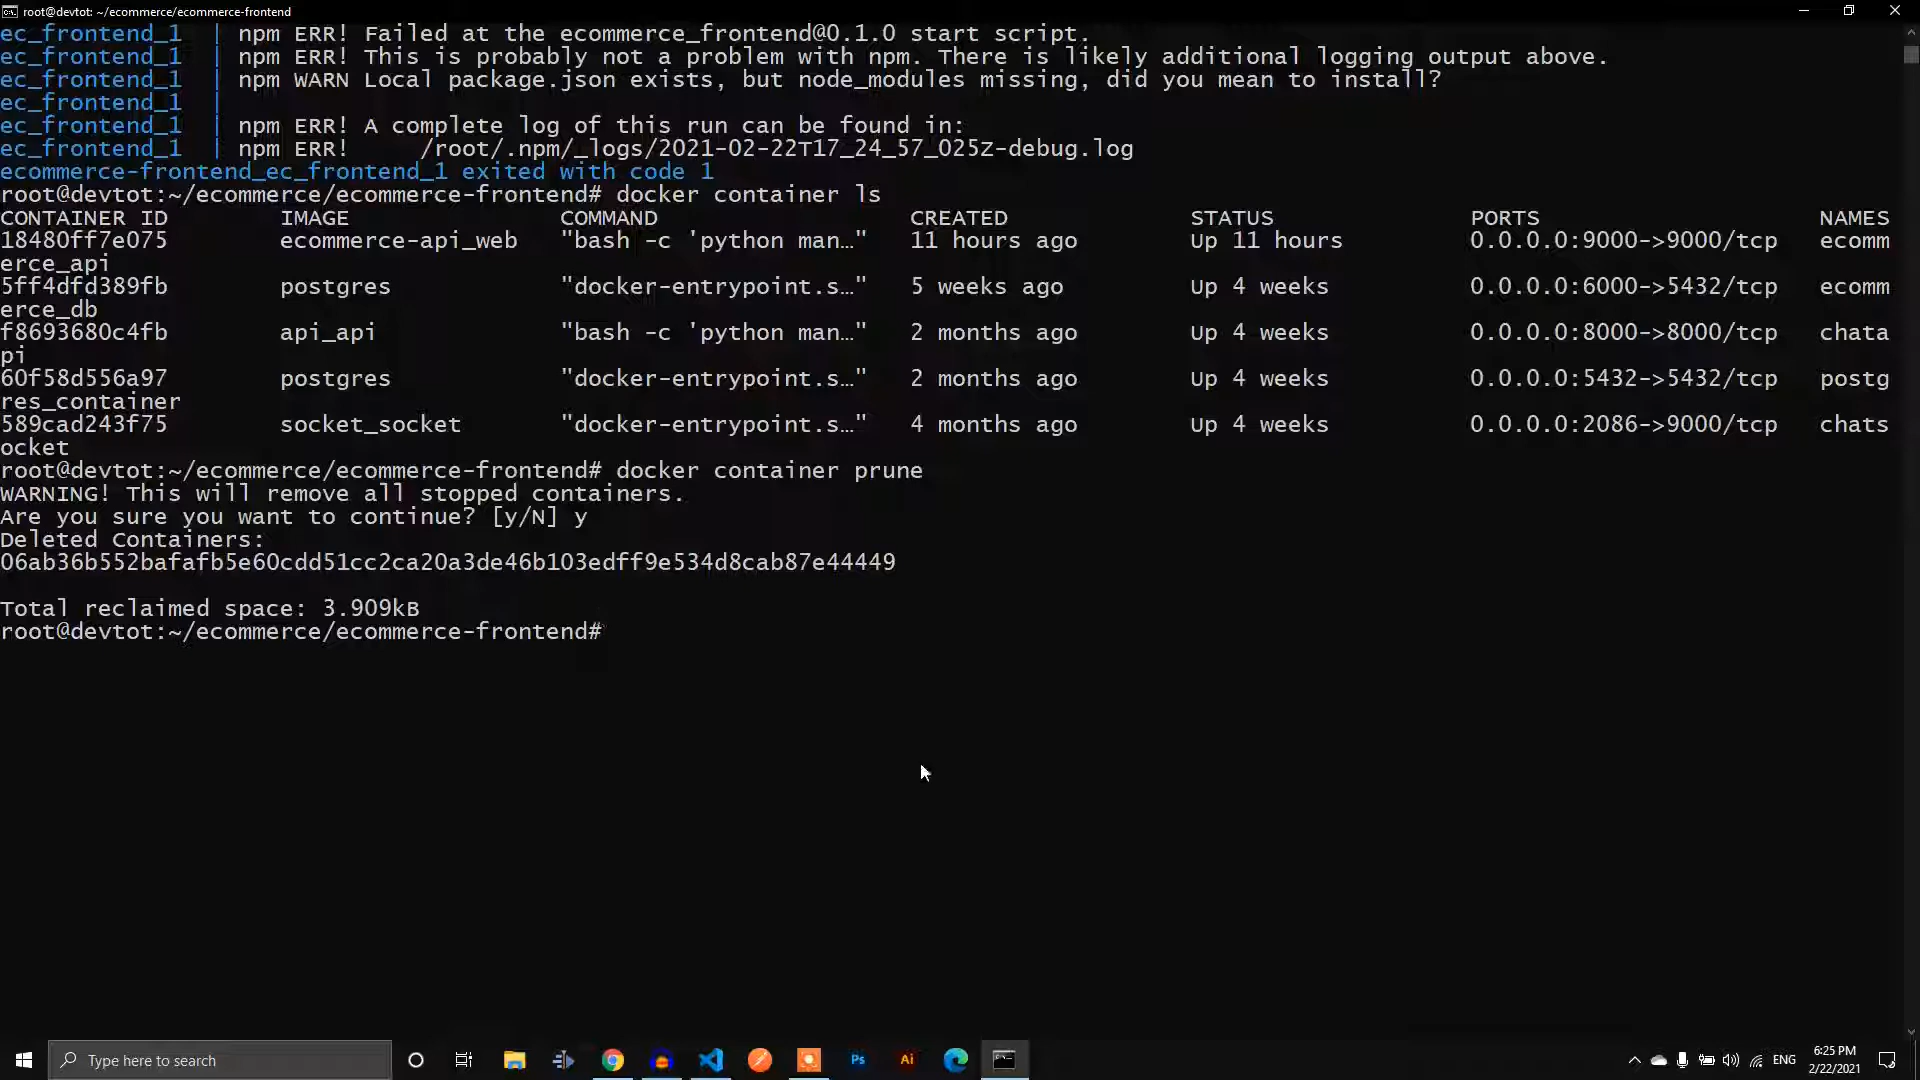 root@devtot: ~/ecommerce/ecommerce-frontend
ec_frontend_1  | npm ERR! Failed at the ecommerce_frontend@0.1.0 start script.
ec_frontend_1  | npm ERR! This is probably not a problem with npm. There is likely additional logging output above.
ec_frontend_1  | npm WARN Local package.json exists, but node_modules missing, did you mean to install?
ec_frontend_1  |
ec_frontend_1  | npm ERR! A complete log of this run can be found in:
ec_frontend_1  | npm ERR!     /root/.npm/_logs/2021-02-22T17_24_57_025Z-debug.log
ecommerce-frontend_ec_frontend_1 exited with code 1
root@devtot:~/ecommerce/ecommerce-frontend# docker container ls
CONTAINER ID        IMAGE               COMMAND                  CREATED             STATUS              PORTS                    NAMES
18480ff7e075        ecommerce-api_web   "bash -c 'python man…"   11 hours ago        Up 11 hours         0.0.0.0:9000->9000/tcp   ecomm
erce_api
5ff4dfd389fb        postgres            "docker-entrypoint.s…"   5 weeks ago         Up 4 weeks          0.0.0.0:6000->5432/tcp   ecomm
erce_db
f8693680c4fb        api_api             "bash -c 'python man…"   2 months ago        Up 4 weeks          0.0.0.0:8000->8000/tcp   chata
pi
60f58d556a97        postgres            "docker-entrypoint.s…"   2 months ago        Up 4 weeks          0.0.0.0:5432->5432/tcp   postg
res_container
589cad243f75        socket_socket       "docker-entrypoint.s…"   4 months ago        Up 4 weeks          0.0.0.0:2086->9000/tcp   chats
ocket
root@devtot:~/ecommerce/ecommerce-frontend# docker container prune
WARNING! This will remove all stopped containers.
Are you sure you want to continue? [y/N] y
Deleted Containers:
06ab36b552bafafb5e60cdd51cc2ca20a3de46b103edff9e534d8cab87e44449
Total reclaimed space: 3.909kB
root@devtot:~/ecommerce/ecommerce-frontend#
Type here to search
Ps
Ai
ENG
6:25 PM
2/22/2021